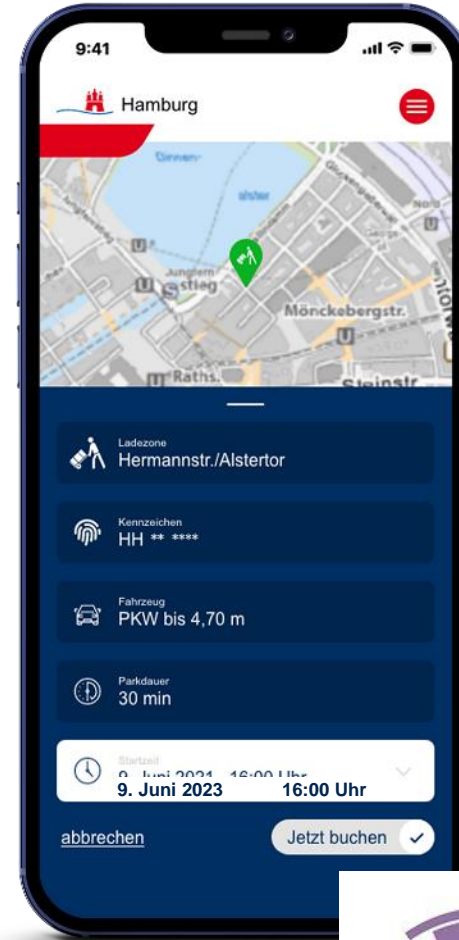 9:41
Hamburg
Binnen-
alster
Jungfern
stieg
Mönckebergstr.
Raths.
Steinstr
Ladezone
Hermannstr./Alstertor
Kennzeichen
HH ** ****
Fahrzeug
PKW bis 4,70 m
Parkdauer
30 min
Startzeit
9. Juni 2021 16:00 Uhr
9. Juni 2023 16:00 Uhr
abbrechen
Jetzt buchen